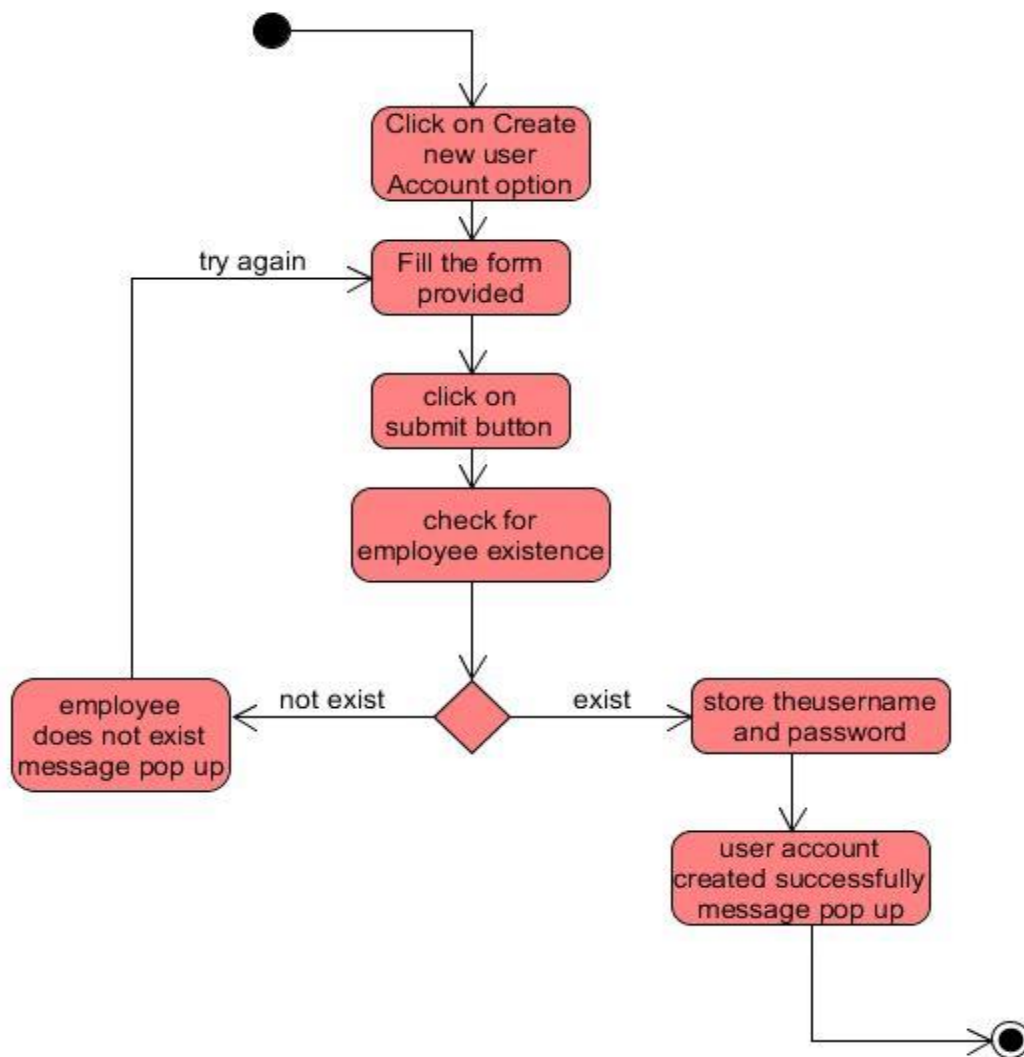 Click on Create
new user
Account option
try again
Fill the form
provided
click on
submit button
check for
employee existence
not exist
exist
employee
does not exist
message pop up
store theusername
and password
user account
created successfully
message pop up